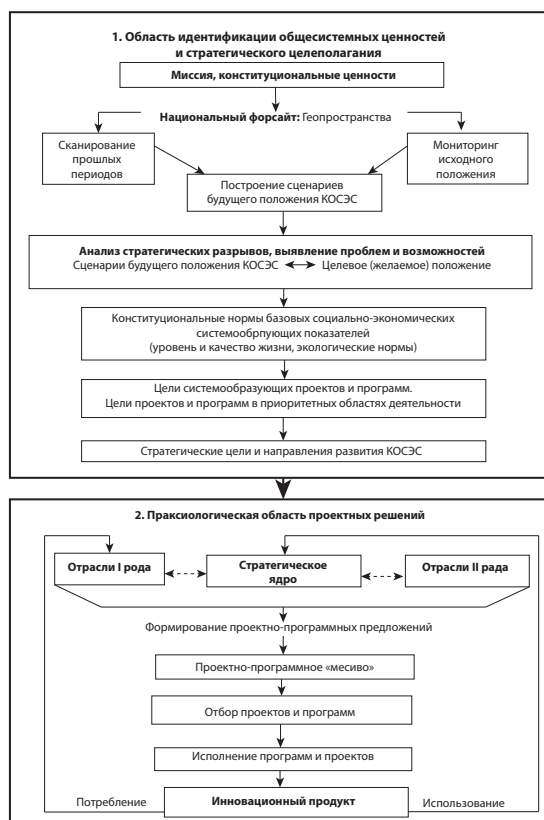 1. Область идентификации общесистемных ценностей
и стратегического целеполагания
Миссия, конституциональные ценности
Национальный форсайт: Геопространства
Сканирование
прошлых
периодов
Мониторинг
исходного
положения
Построение сценариев
будущего положения КОСЭС
Анализ стратегических разрывов, выявление проблем и возможностей
Сценарии будущего положения КОСЭС Целевое (желаемое) положение
Конституциональные нормы базовых социально-экономических
системообрпующих показателей
(уровень и качество жизни, экологические нормы)
Цели системообразующих проектов и программ.
Цели проектов и программ в приоритетных областях деятельности
Стратегические цели и направления развития КОСЭС
2. Праксиологическая область проектных решений
Отрасли I рода
Стратегическое
ядро
Отрасли II рада
Формирование проектно-программных предложений
Проектно-программное «месиво»
Отбор проектов и программ
Исполнение программ и проектов
Потребление
Инновационный продукт
Использование